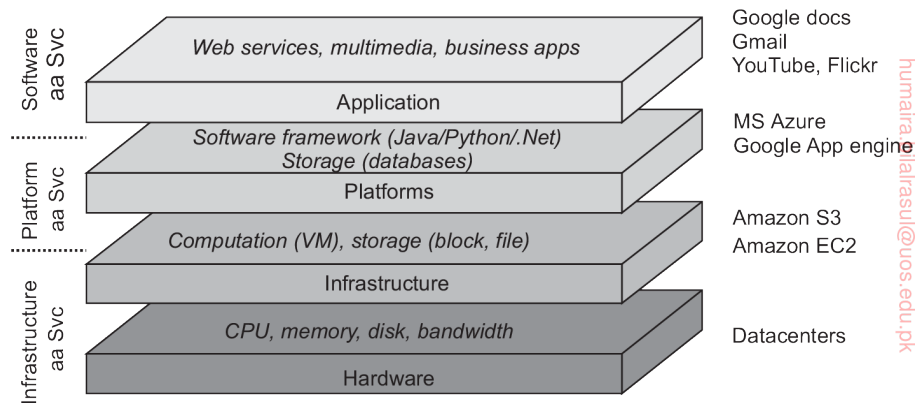 Software
aa Svc
Web services, multimedia, business apps
Application
Google docs
Gmail
YouTube, Flickr
Platform
aa Svc
Software framework (Java/Python/.Net)
Storage (databases)
Platforms
MS Azure
Google App engine
Infrastructure
aa Svc
Computation (VM), storage (block, file)
Infrastructure
Amazon S3
Amazon EC2
CPU, memory, disk, bandwidth
Hardware
Datacenters
humaira.bilalrasul@uos.edu.pk